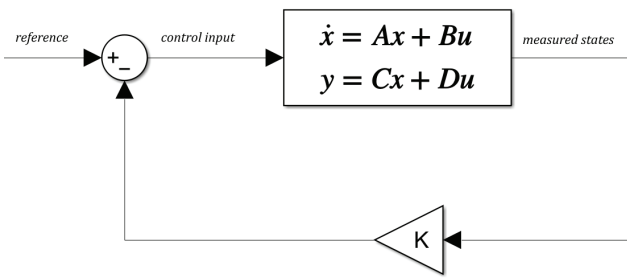 reference
+
−
control input
ẋ = Ax + Bu
y = Cx + Du
measured states
K